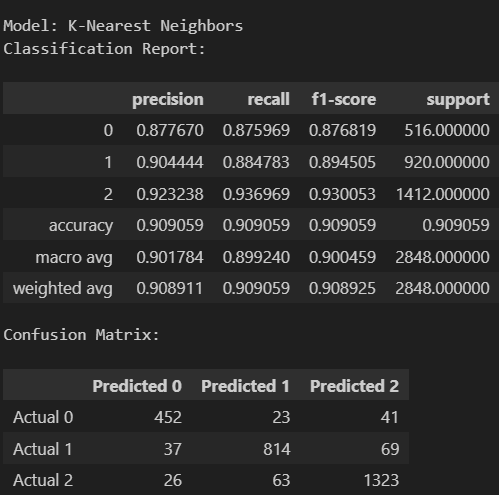 Model: K-Nearest Neighbors
Classification Report:
precision recall f1-score support
0 0.877670 0.875969 0.876819 516.000000
1 0.904444 0.884783 0.894505 920.000000
2 0.923238 0.936969 0.930053 1412.000000
accuracy 0.909059 0.909059 0.909059 0.909059
macro avg 0.901784 0.899240 0.900459 2848.000000
weighted avg 0.908911 0.909059 0.908925 2848.000000
Confusion Matrix:
Predicted 0 Predicted 1 Predicted 2
Actual 0 452 23 41
Actual 1 37 814 69
Actual 2 26 63 1323